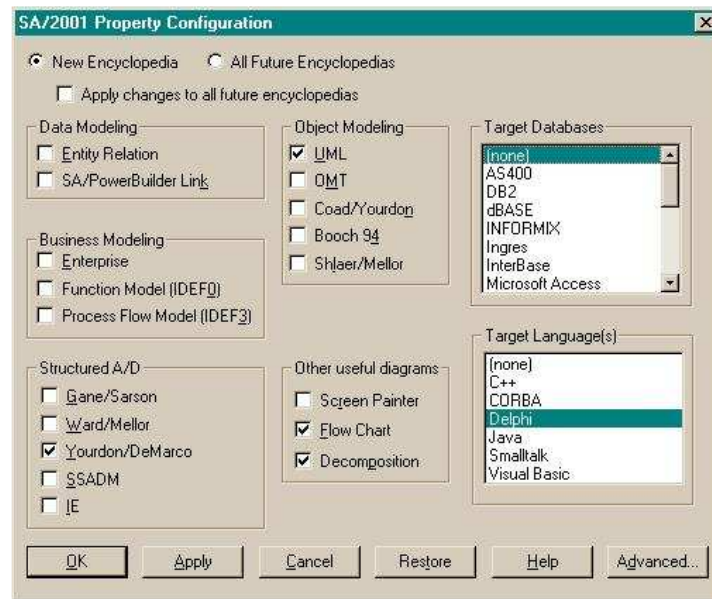 SA/2001 Property Configuration
New Encyclopedia
All Future Encyclopedias
Apply changes to all future encyclopedias
Data Modeling
Entity Relation
SA/PowerBuilder Link
Business Modeling
Enterprise
Function Model (IDEF0)
Process Flow Model (IDEF3)
Structured A/D
Gane/Sarson
Ward/Mellor
Yourdon/DeMarco
SSADM
IE
Object Modeling
UML
OMT
Coad/Yourdon
Booch 94
Shlaer/Mellor
Other useful diagrams
Screen Painter
Flow Chart
Decomposition
Target Databases
(none)
AS400
DB2
dBASE
INFORMIX
Ingres
InterBase
Microsoft Access
Target Language(s)
(none)
C++
CORBA
Delphi
Java
Smalltalk
Visual Basic
OK
Apply
Cancel
Restore
Help
Advanced...